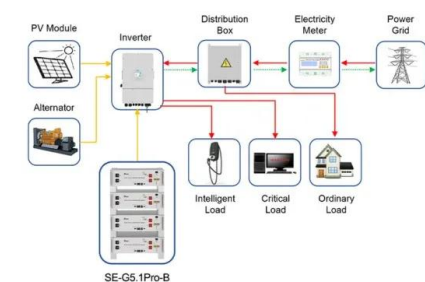 PV Module
Inverter
Distribution
Box
Electricity
Meter
Power
Grid
Alternator
Intelligent
Load
Critical
Load
Ordinary
Load
SE-G5.1Pro-B